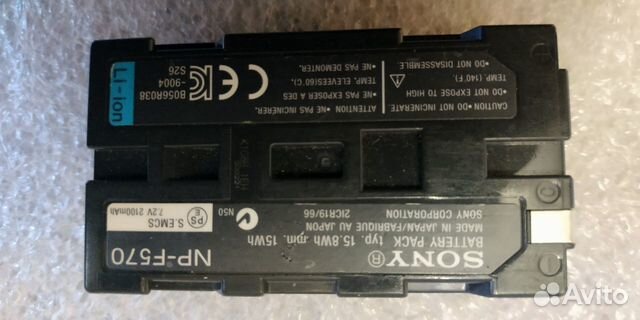 SONY® NP-F570
BATTERY PACK typ. 15.8Wh min. 15Wh
MADE IN JAPAN/FABRIQUE AU JAPON
S.EMCS
7.2V 2100mAh
PS
E
SONY CORPORATION
2ICR19/66
N50
CAUTION •DO NOT INCINERATE
•DO NOT EXPOSE TO HIGH
TEMP.(140°F).
•DO NOT DISASSEMBLE
ATTENTION •NE PAS INCINERER.
•NE PAS EXPOSER A DES
TEMP. ELEVEES(60°C).
•NE PAS DEMONTER.
CE
B056R038
-9004
S26
Li-ion
Avito